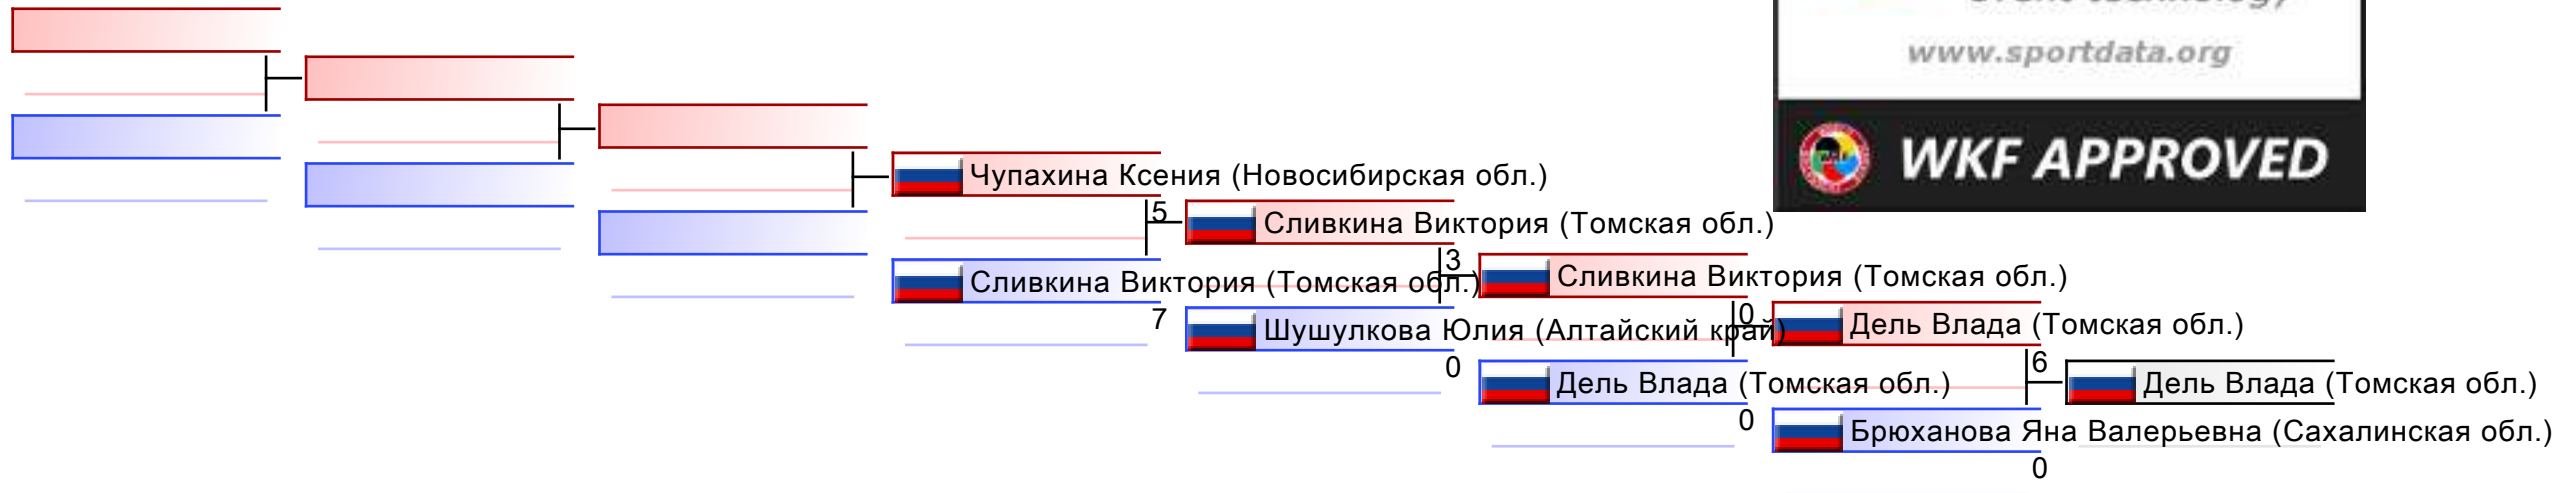 www.sportdata.org
WKF APPROVED
Чупахина Ксения (Новосибирская обл.)
5
Сливкина Виктория (Томская обл.)
Сливкина Виктория (Томская обл.)
7
3
Сливкина Виктория (Томская обл.)
Шушулкова Юлия (Алтайский край)
0
0
Дель Влада (Томская обл.)
Дель Влада (Томская обл.)
0
6
Дель Влада (Томская обл.)
Брюханова Яна Валерьевна (Сахалинская обл.)
0